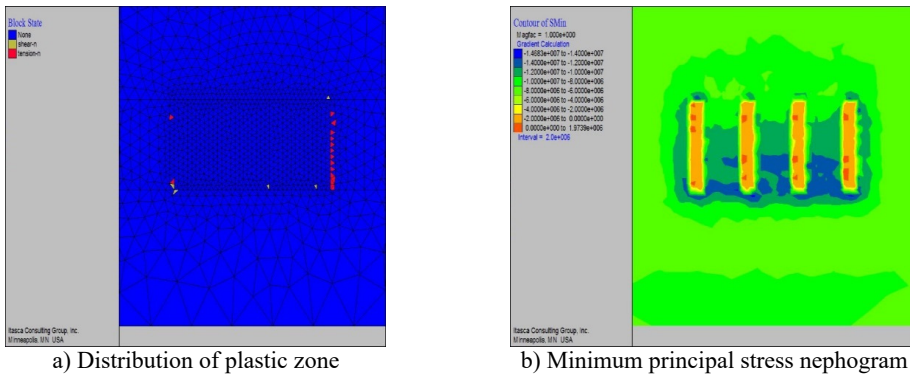 Block State
None
shear-n
tension-n
Itasca Consulting Group, Inc.
Minneapolis, MN USA
a) Distribution of plastic zone
Contour of SMin
Magfac = 1.000e+000
Gradient Calculation
-1.4683e+007 to -1.4000e+007
-1.4000e+007 to -1.2000e+007
-1.2000e+007 to -1.0000e+007
-1.0000e+007 to -8.0000e+006
-8.0000e+006 to -6.0000e+006
-6.0000e+006 to -4.0000e+006
-4.0000e+006 to -2.0000e+006
-2.0000e+006 to 0.0000e+000
0.0000e+000 to 1.9739e+006
Interval = 2.0e+006
Itasca Consulting Group, Inc.
Minneapolis, MN USA
b) Minimum principal stress nephogram